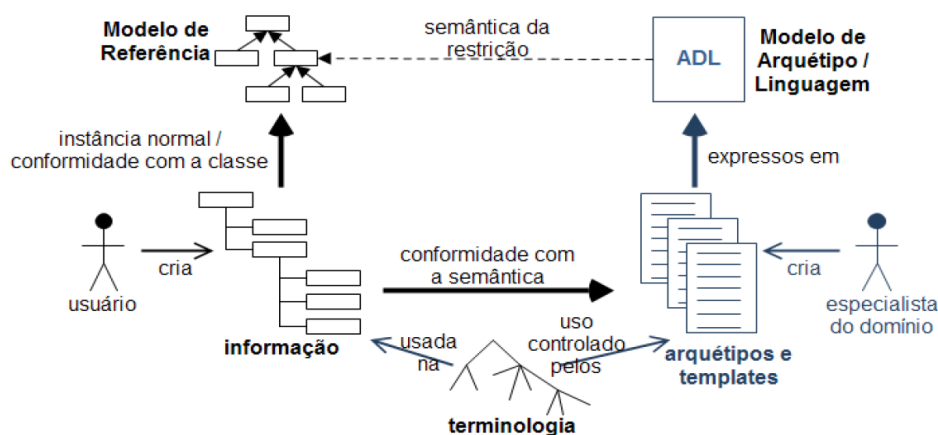 Modelo de
Referência
semântica da
restrição
ADL
Modelo de
Arquétipo /
Linguagem
instância normal /
conformidade com a classe
expressos em
cria
usuário
conformidade com
a semântica
cria
especialista
do domínio
informação
usada
na
uso
controlado
pelos
arquétipos e
templates
terminologia